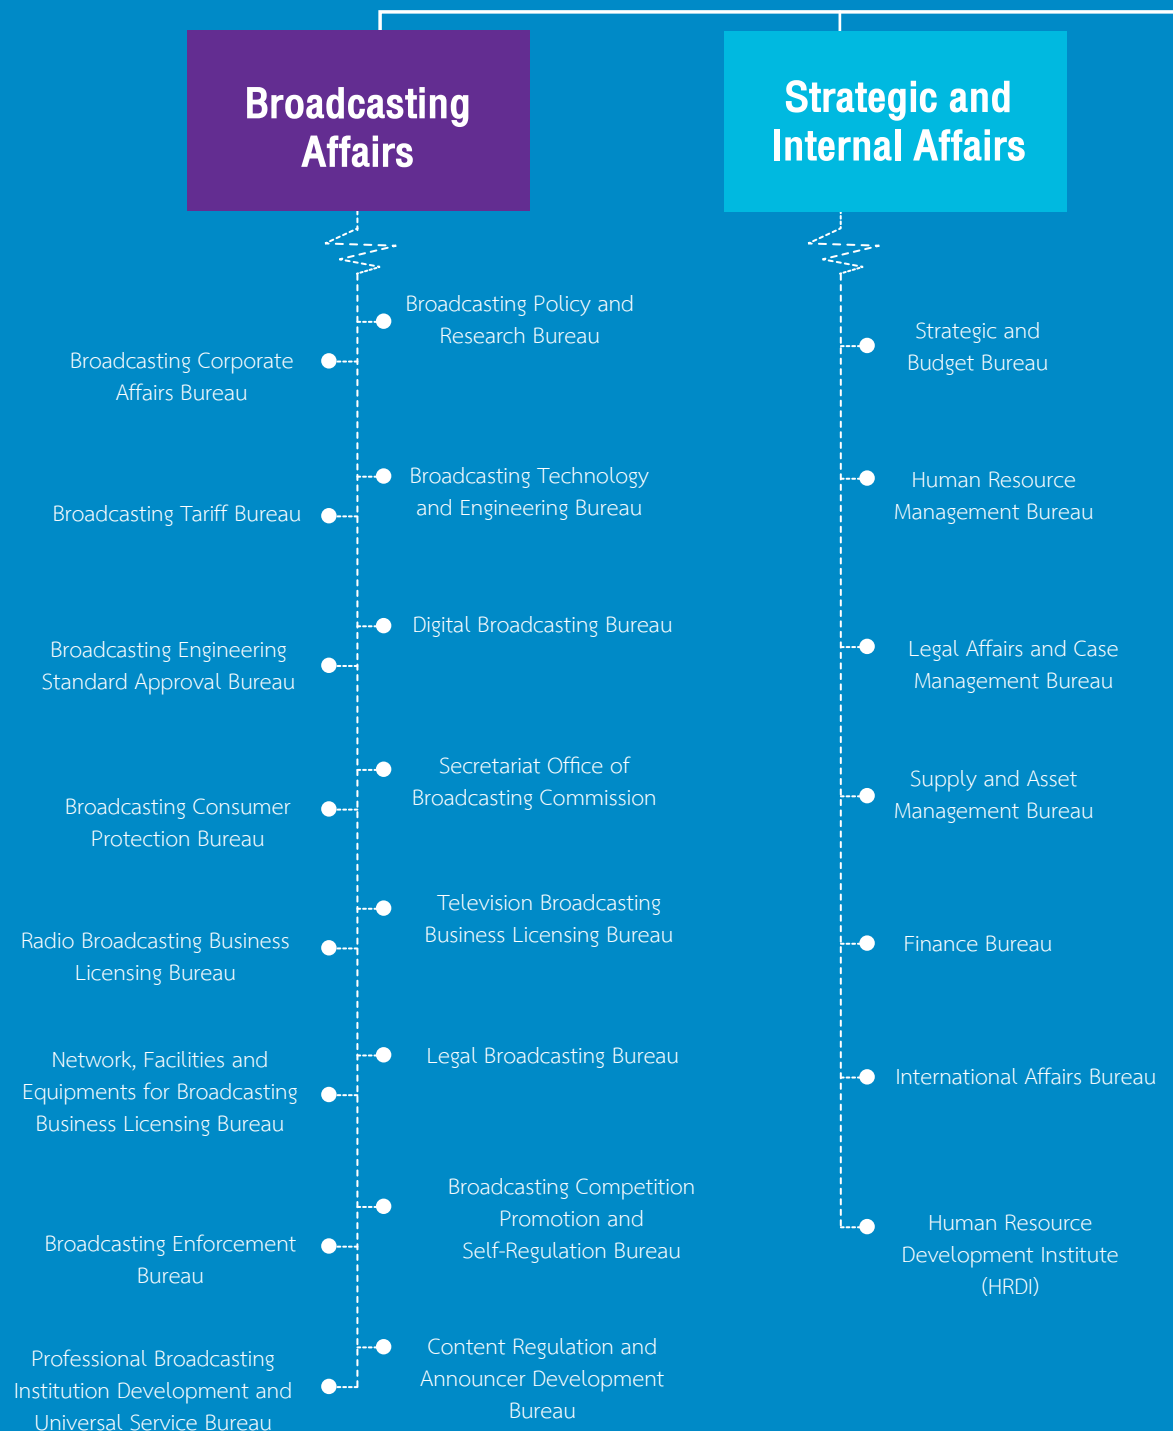 Broadcasting
Affairs
Broadcasting Policy and
Research Bureau
Broadcasting Corporate
Affairs Bureau
Broadcasting Technology
and Engineering Bureau
Broadcasting Tariff Bureau
Digital Broadcasting Bureau
Broadcasting Engineering
Standard Approval Bureau
Secretariat Office of
Broadcasting Commission
Broadcasting Consumer
Protection Bureau
Television Broadcasting
Business Licensing Bureau
Radio Broadcasting Business
Licensing Bureau
Legal Broadcasting Bureau
Network, Facilities and
Equipments for Broadcasting
Business Licensing Bureau
Broadcasting Competition
Promotion and
Self-Regulation Bureau
Broadcasting Enforcement
Bureau
Content Regulation and
Announcer Development
Bureau
Professional Broadcasting
Institution Development and
Universal Service Bureau
Strategic and
Internal Affairs
Strategic and
Budget Bureau
Human Resource
Management Bureau
Legal Affairs and Case
Management Bureau
Supply and Asset
Management Bureau
Finance Bureau
International Affairs Bureau
Human Resource
Development Institute
(HRDI)